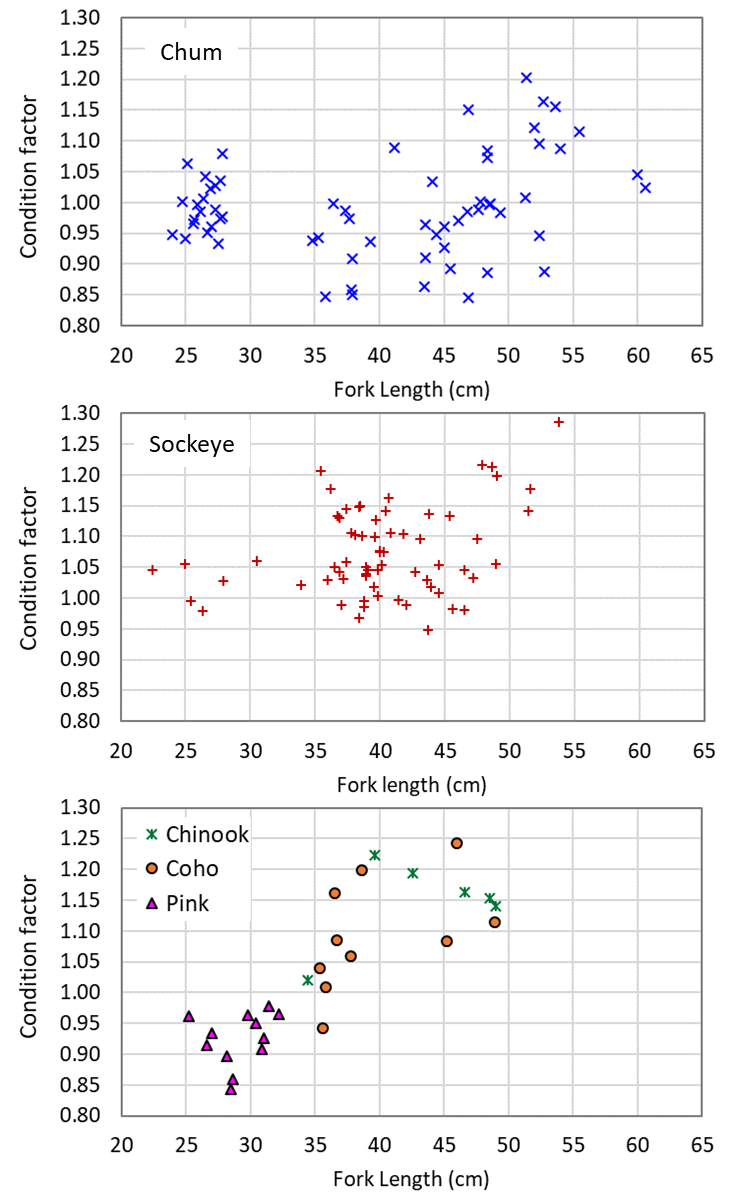 1.30
Chum
1.25
1.20
1.15
1.10
1.05
1.00
0.95
0.90
0.85
0.80
Condition factor
20 25 30 35 40 45 50 55 60 65
Fork Length (cm)
1.30
Sockeye
1.25
1.20
1.15
1.10
1.05
1.00
0.95
0.90
0.85
0.80
Condition factor
20 25 30 35 40 45 50 55 60 65
Fork length (cm)
1.30
Chinook
1.25
Coho
1.20
Pink
1.15
1.10
1.05
1.00
0.95
0.90
0.85
0.80
Condition factor
20 25 30 35 40 45 50 55 60 65
Fork Length (cm)